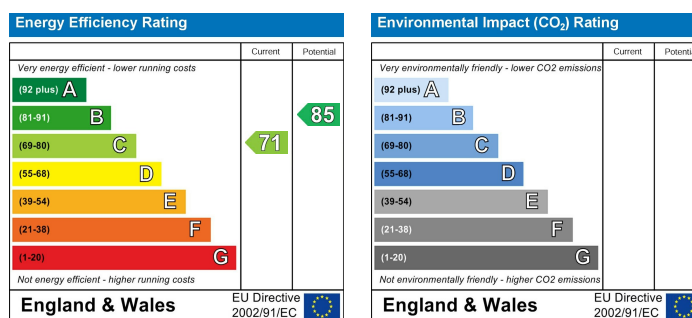 Energy Efficiency Rating
Current Potential
Very energy efficient - lower running costs
(92 plus) A
(81-91) B
85
(69-80) C
71
(55-68) D
(39-54) E
(21-38) F
(1-20) G
Not energy efficient - higher running costs
England & Wales
EU Directive
2002/91/EC
Environmental Impact (CO₂) Rating
Current Potential
Very environmentally friendly - lower CO2 emissions
(92 plus) A
(81-91) B
(69-80) C
(55-68) D
(39-54) E
(21-38) F
(1-20) G
Not environmentally friendly - higher CO2 emissions
England & Wales
EU Directive
2002/91/EC